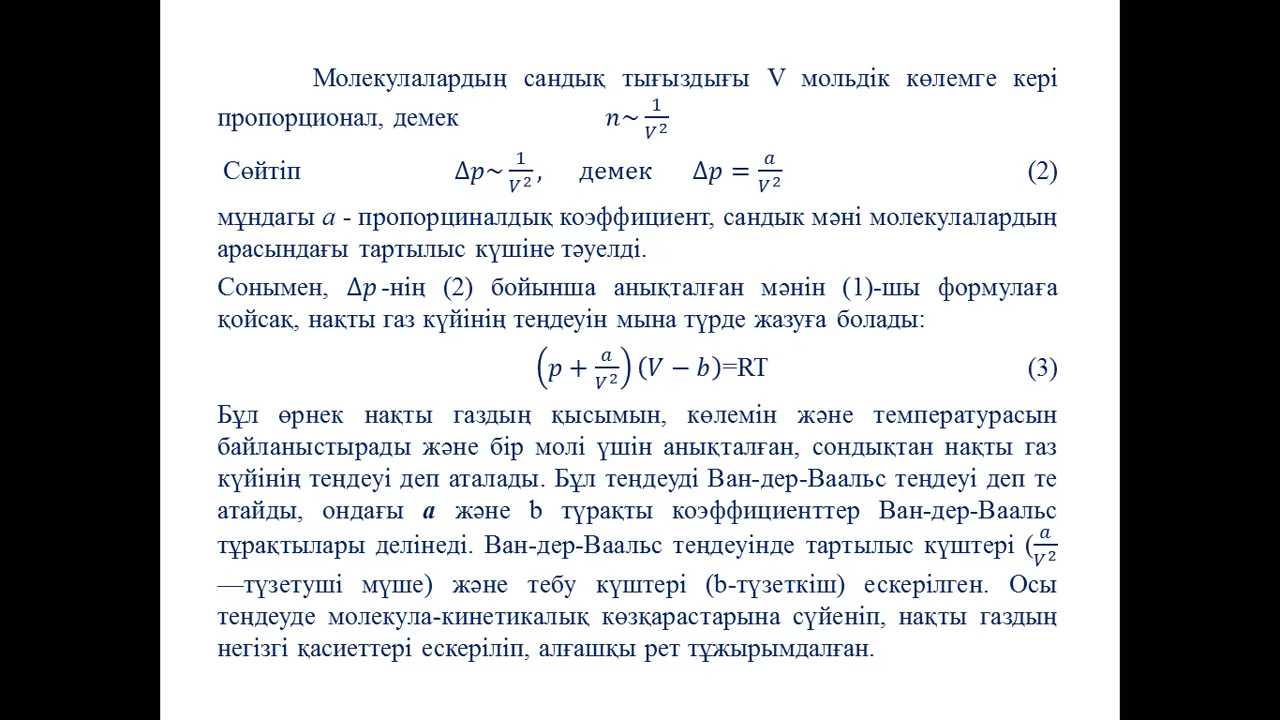 Молекулалардың сандық тығыздығы V мольдік көлемге кері
пропорционал, демек n~1/V²
Сөйтіп Δp~1/V², демек Δp = a/V² (2)
мұндағы a - пропорциналдық коэффициент, сандык мәні молекулалардың
арасындағы тартылыс күшіне тәуелді.
Сонымен, Δp -нің (2) бойынша анықталған мәнін (1)-шы формулаға
қойсақ, нақты газ күйінің теңдеуін мына түрде жазуға болады:
(p + a/V²) (V − b)=RT (3)
Бұл өрнек нақты газдың қысымын, көлемін және температурасын
байланыстырады және бір молі үшін анықталған, сондықтан нақты газ
күйінің теңдеуі деп аталады. Бұл теңдеуді Ван-дер-Ваальс теңдеуі деп те
атайды, ондағы a және b түрақты коэффициенттер Ван-дер-Ваальс
тұрақтылары делінеді. Ван-дер-Ваальс теңдеуінде тартылыс күштері (a/V²
—түзетуші мүше) және тебу күштері (b-түзеткіш) ескерілген. Осы
теңдеуде молекула-кинетикалық көзқарастарына сүйеніп, нақты газдың
негізгі қасиеттері ескеріліп, алғашқы рет тұжырымдалған.